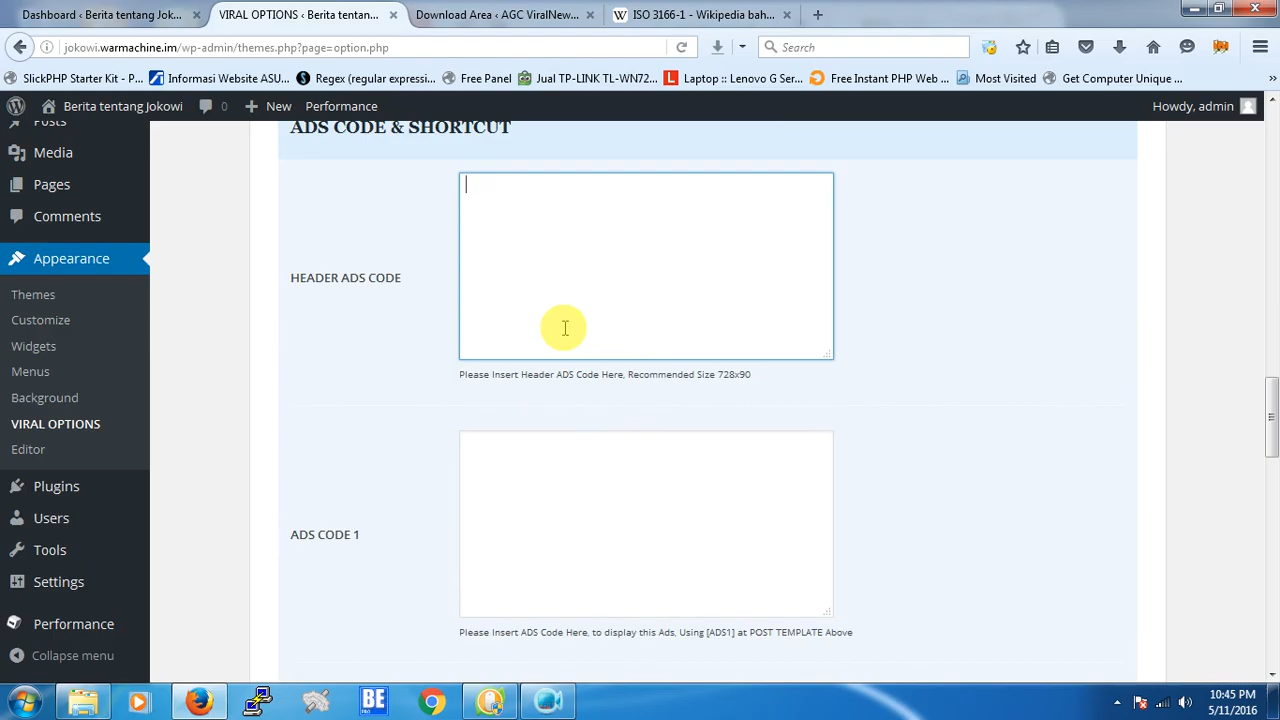 Dashboard ‹ Berita tentang Jok...
VIRAL OPTIONS ‹ Berita tentan...
Download Area ‹ AGC ViralNew...
ISO 3166-1 - Wikipedia bah...
jokowi.warmachine.im/wp-admin/themes.php?page=option.php
Search
SlickPHP Starter Kit - P...
Informasi Website ASU...
Regex (regular expressi...
Free Panel
Jual TP-LINK TL-WN72...
Laptop :: Lenovo G Ser...
Free Instant PHP Web ...
Most Visited
Get Computer Unique ...
Berita tentang Jokowi
0
New
Performance
Howdy, admin
Posts
Media
Pages
Comments
Appearance
Themes
Customize
Widgets
Menus
Background
VIRAL OPTIONS
Editor
Plugins
Users
Tools
Settings
Performance
Collapse menu
ADS CODE & SHORTCUT
HEADER ADS CODE
Please Insert Header ADS Code Here, Recommended Size 728x90
ADS CODE 1
Please Insert ADS Code Here, to display this Ads, Using [ADS1] at POST TEMPLATE Above
BE
PRO
10:45 PM
5/11/2016